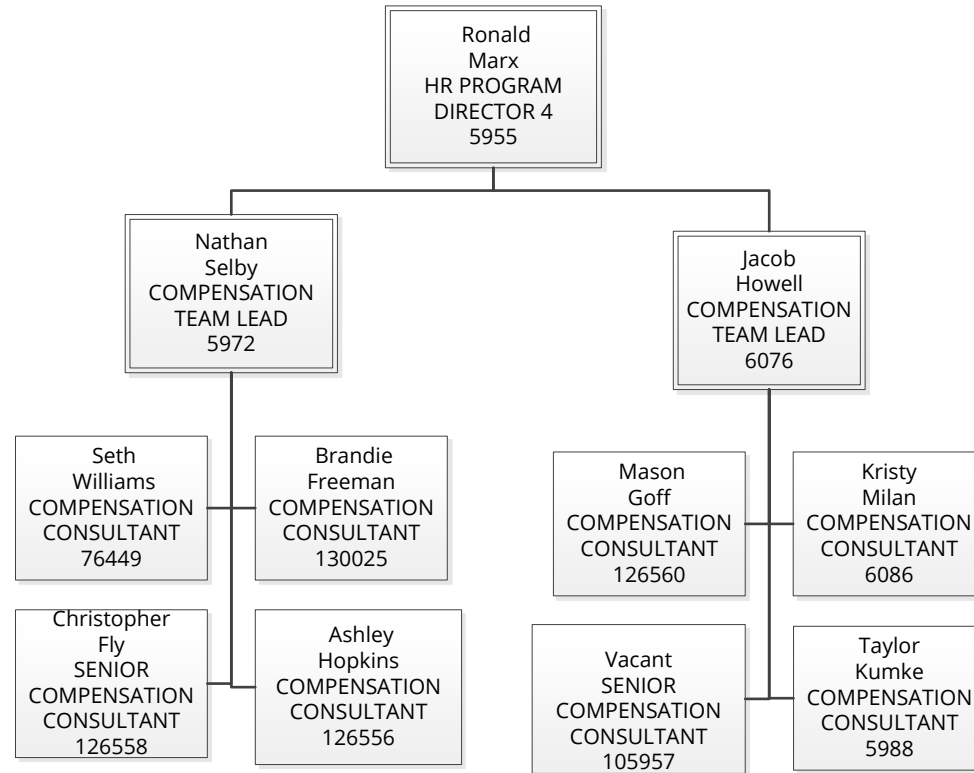 Ronald
Marx
HR PROGRAM
DIRECTOR 4
5955
Nathan
Selby
COMPENSATION
TEAM LEAD
5972
Jacob
Howell
COMPENSATION
TEAM LEAD
6076
Seth
Williams
COMPENSATION
CONSULTANT
76449
Brandie
Freeman
COMPENSATION
CONSULTANT
130025
Mason
Goff
COMPENSATION
CONSULTANT
126560
Kristy
Milan
COMPENSATION
CONSULTANT
6086
Christopher
Fly
SENIOR
COMPENSATION
CONSULTANT
126558
Ashley
Hopkins
COMPENSATION
CONSULTANT
126556
Vacant
SENIOR
COMPENSATION
CONSULTANT
105957
Taylor
Kumke
COMPENSATION
CONSULTANT
5988